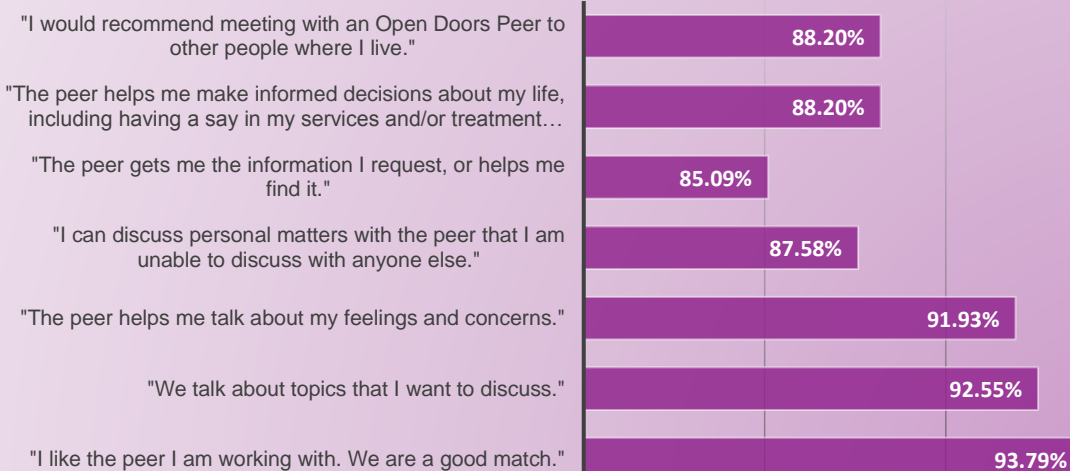 "I would recommend meeting with an Open Doors Peer to
other people where I live."
88.20%
"The peer helps me make informed decisions about my life,
including having a say in my services and/or treatment…
88.20%
"The peer gets me the information I request, or helps me
find it."
85.09%
"I can discuss personal matters with the peer that I am
unable to discuss with anyone else."
87.58%
"The peer helps me talk about my feelings and concerns."
91.93%
"We talk about topics that I want to discuss."
92.55%
"I like the peer I am working with. We are a good match."
93.79%